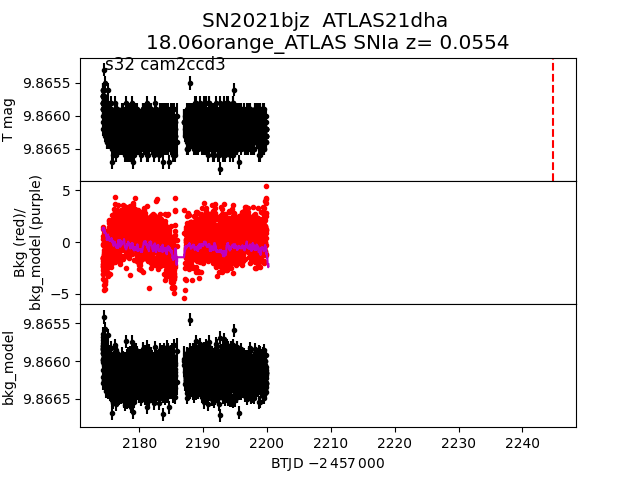 SN2021bjz ATLAS21dha
18.06orange_ATLAS SNIa z= 0.0554
s32 cam2ccd3
T mag
9.8655
9.8660
9.8665
Bkg (red)/
bkg_model (purple)
5
0
−5
bkg_model
9.8655
9.8660
9.8665
2180 2190 2200 2210 2220 2230 2240
BTJD −2 457 000